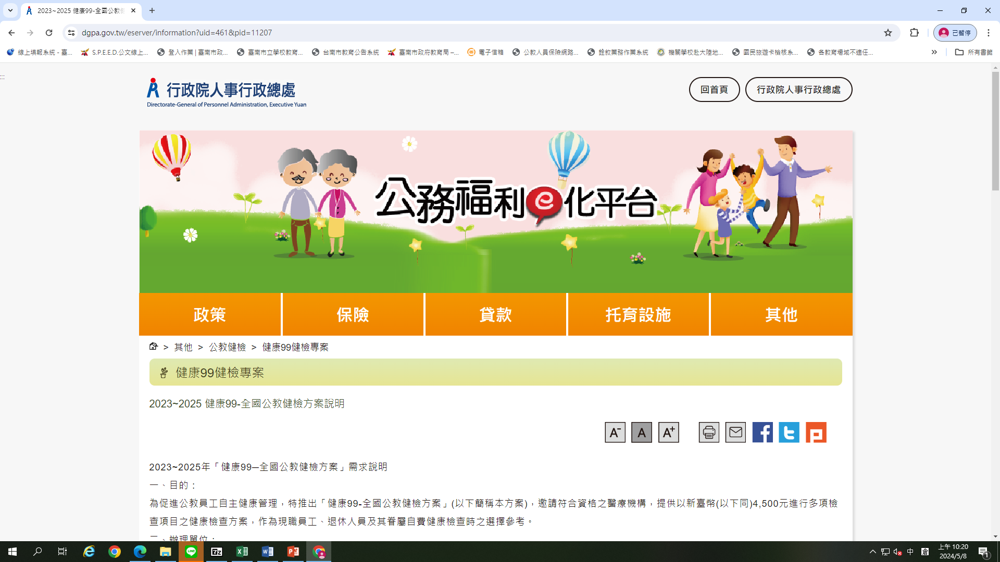 2023~2025 健康99-全國公教健
dgpa.gov.tw/eserver/information?uid=461&pid=11207
已暫停
線上填報系統 - 臺...
S.P.E.E.D.公文線上...
登入作業 | 臺南市政...
臺南市立學校教育...
台南市教育公告系統
臺南市政府教育局 –...
電子信箱
公教人員保險網路...
銓敘業務作業系統
機關學校赴大陸地...
國民旅遊卡檢核系...
各教育場域不適任...
所有書籤
:::
行政院人事行政總處
Directorate-General of Personnel Administration, Executive Yuan
回首頁
行政院人事行政總處
公務福利e化平台
政策
保險
貸款
托育設施
其他
> 其他 > 公教健檢 > 健康99健檢專案
健康99健檢專案
2023~2025 健康99-全國公教健檢方案說明
A- A A+
2023~2025年「健康99—全國公教健檢方案」需求說明
一、目的：
為促進公教員工自主健康管理，特推出「健康99-全國公教健檢方案」(以下簡稱本方案)，邀請符合資格之醫療機構，提供以新臺幣(以下同)4,500元進行多項檢
查項目之健康檢查方案，作為現職員工、退休人員及其眷屬自費健康檢查時之選擇參考。
二、辦理單位：
LINE
7z
中
倉
上午 10:20
2024/5/8
1